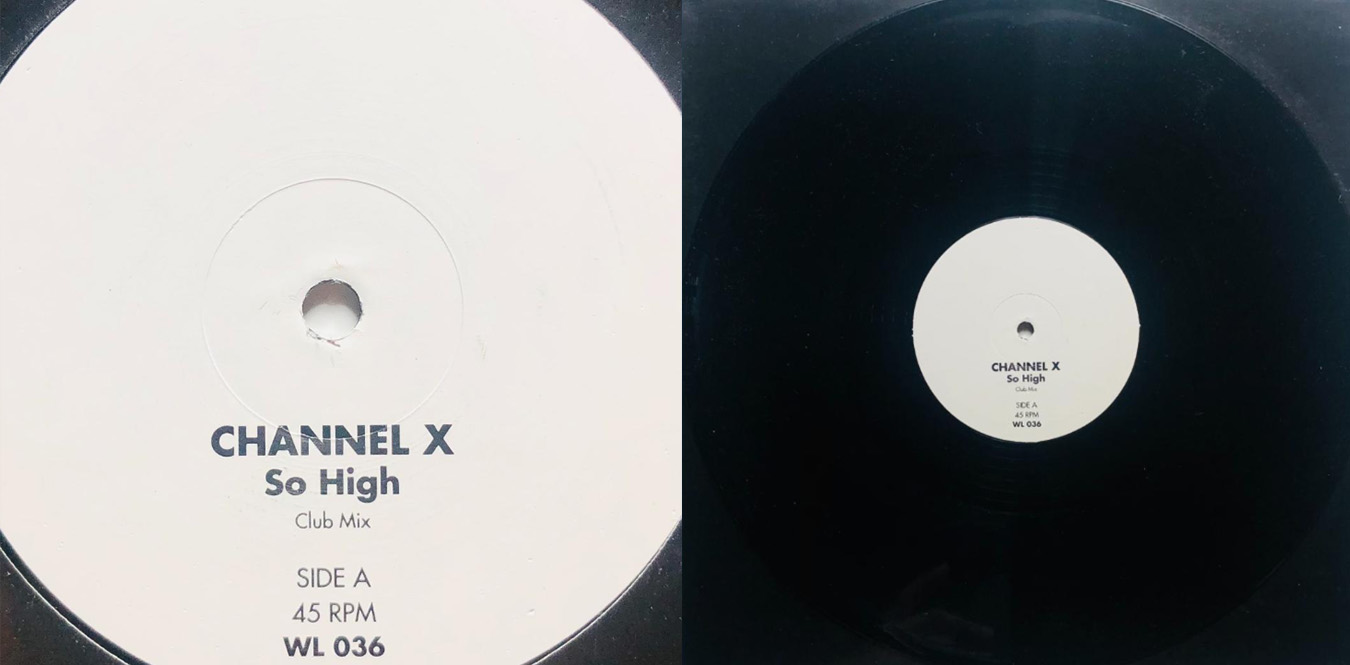 CHANNEL X
So High
Club Mix
SIDE A
45 RPM
WL 036
CHANNEL X
So High
Club Mix
SIDE A
45 RPM
WL 036